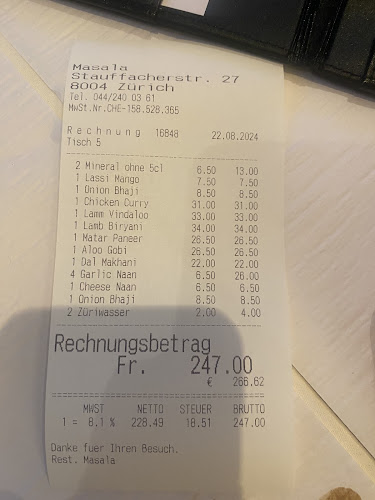 Masala
Stauffacherstr. 27
8004 Zürich
Tel. 044/240 03 61
MwSt.Nr.CHE-158.528.365
Rechnung 16848 22.08.2024
Tisch 5
2 Mineral ohne 5cl 6.50 13.00
1 Lassi Mango 7.50 7.50
1 Onion Bhaji 8.50 8.50
1 Chicken Curry 31.00 31.00
1 Lamm Vindaloo 33.00 33.00
1 Lamb Biryani 34.00 34.00
1 Matar Paneer 26.50 26.50
1 Aloo Gobi 26.50 26.50
1 Dal Makhani 22.00 22.00
4 Garlic Naan 6.50 26.00
1 Cheese Naan 6.50 6.50
1 Onion Bhaji 8.50 8.50
2 Züriwasser 2.00 4.00
Rechnungsbetrag
Fr. 247.00
€ 266.62
MWST NETTO STEUER BRUTTO
1 = 8.1 % 228.49 18.51 247.00
Danke fuer Ihren Besuch.
Rest. Masala